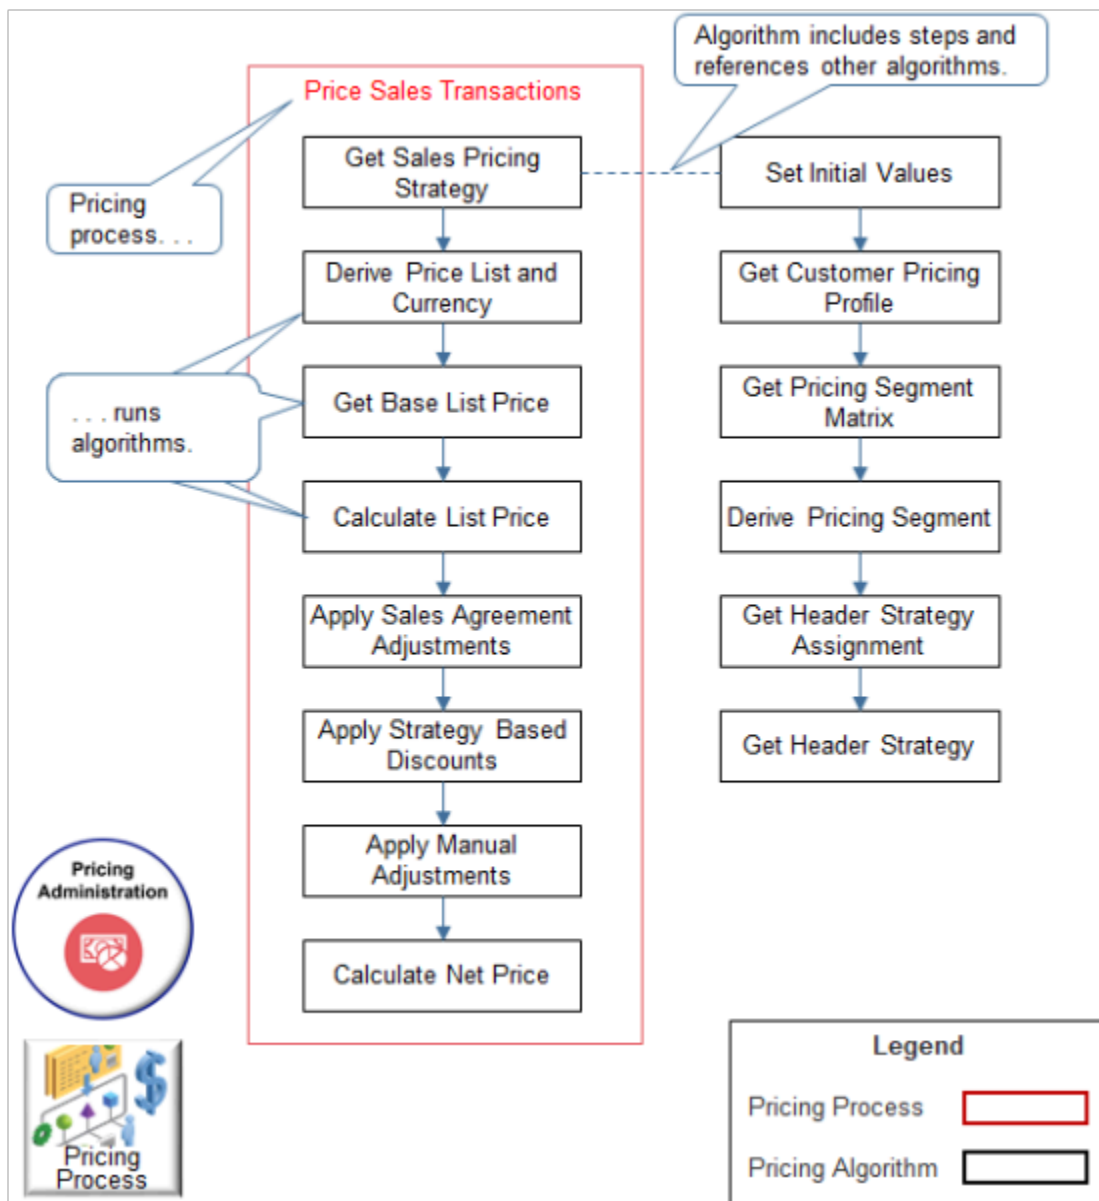 Algorithm includes steps and
references other algorithms.
Price Sales Transactions
Get Sales Pricing
Strategy
Set Initial Values
Pricing
process. . .
Derive Price List and
Currency
Get Customer Pricing
Profile
. . . runs
algorithms.
Get Base List Price
Get Pricing Segment
Matrix
Calculate List Price
Derive Pricing Segment
Apply Sales Agreement
Adjustments
Get Header Strategy
Assignment
Apply Strategy Based
Discounts
Get Header Strategy
Apply Manual
Adjustments
Calculate Net Price
Pricing
Administration
Pricing
Process
Legend
Pricing Process
Pricing Algorithm